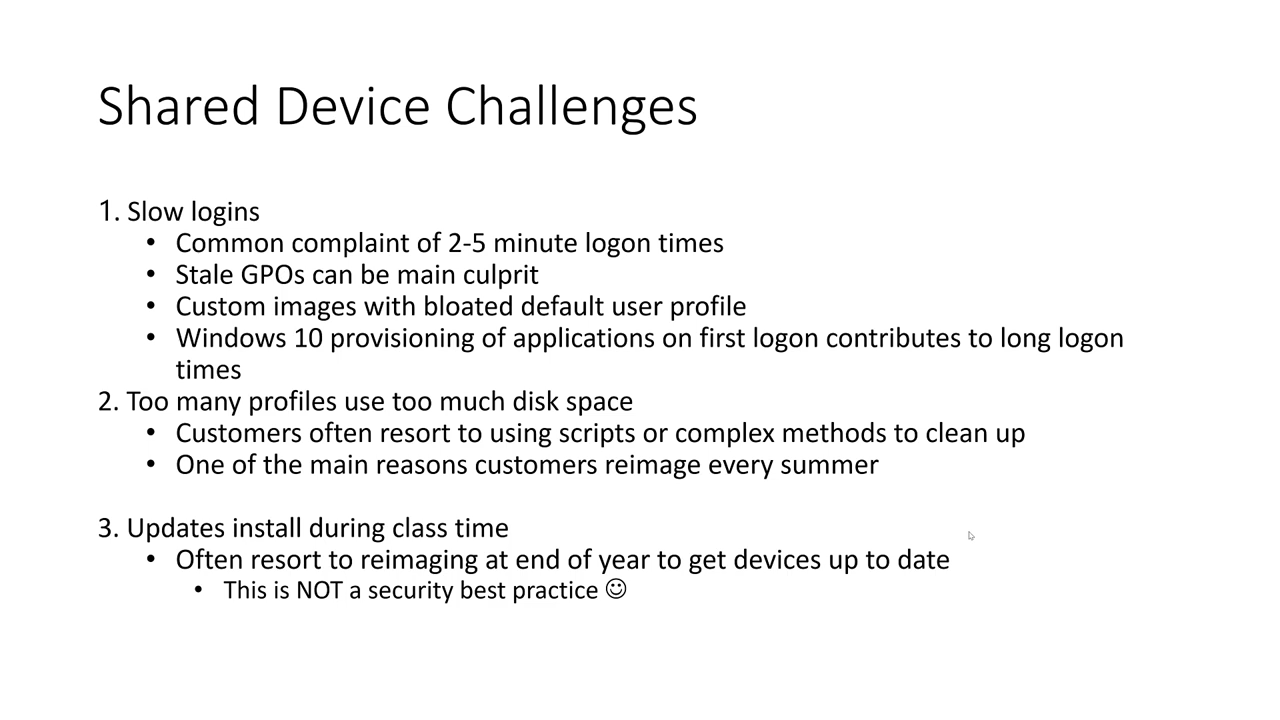 Shared Device Challenges
1. Slow logins
• Common complaint of 2-5 minute logon times
• Stale GPOs can be main culprit
• Custom images with bloated default user profile
• Windows 10 provisioning of applications on first logon contributes to long logon
times
2. Too many profiles use too much disk space
• Customers often resort to using scripts or complex methods to clean up
• One of the main reasons customers reimage every summer
3. Updates install during class time
• Often resort to reimaging at end of year to get devices up to date
• This is NOT a security best practice ☺